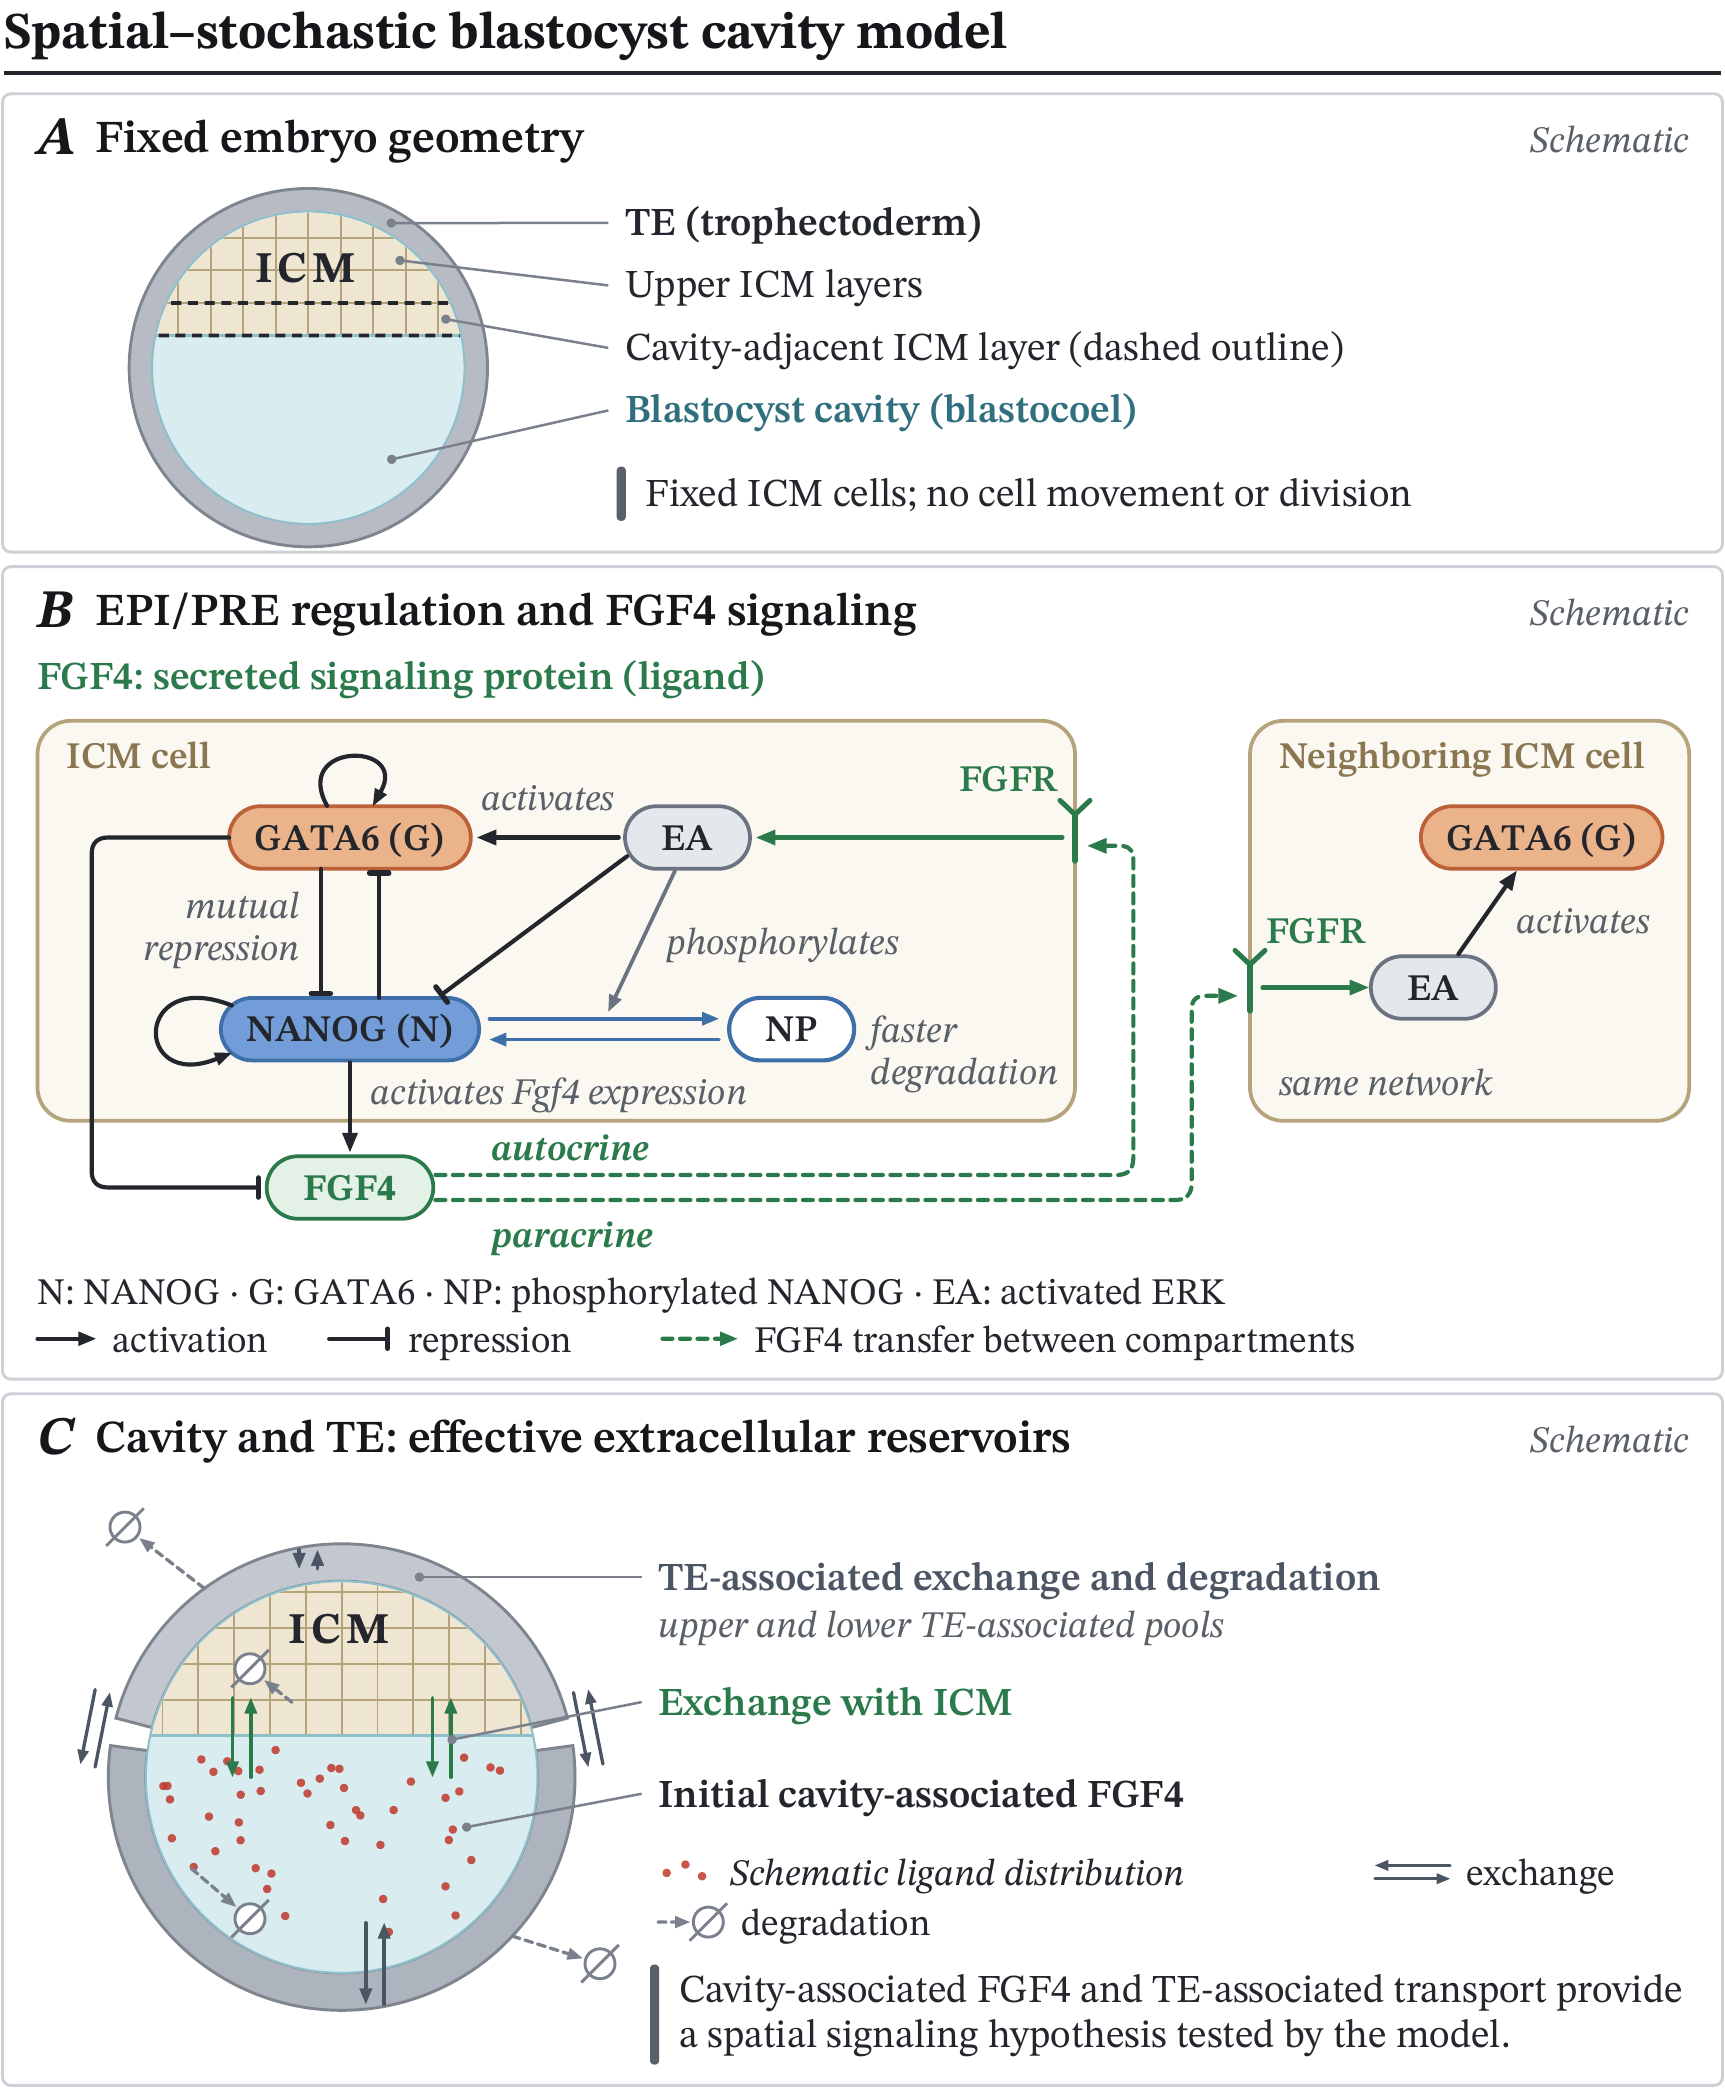 Spatial–stochastic blastocyst cavity model
A Fixed embryo geometry
Schematic
ICM
TE (trophectoderm)
Upper ICM layers
Cavity-adjacent ICM layer (dashed outline)
Blastocyst cavity (blastocoel)
Fixed ICM cells; no cell movement or division
B EPI/PRE regulation and FGF4 signaling
Schematic
FGF4: secreted signaling protein (ligand)
ICM cell
Neighboring ICM cell
FGFR
activates
GATA6 (G)
EA
GATA6 (G)
mutual
repression
phosphorylates
FGFR
activates
EA
NANOG (N)
NP
faster
degradation
activates Fgf4 expression
same network
autocrine
FGF4
paracrine
N: NANOG · G: GATA6 · NP: phosphorylated NANOG · EA: activated ERK
activation
repression
FGF4 transfer between compartments
C Cavity and TE: effective extracellular reservoirs
Schematic
ICM
TE-associated exchange and degradation
upper and lower TE-associated pools
Exchange with ICM
Initial cavity-associated FGF4
Schematic ligand distribution
exchange
degradation
Cavity-associated FGF4 and TE-associated transport provide
a spatial signaling hypothesis tested by the model.